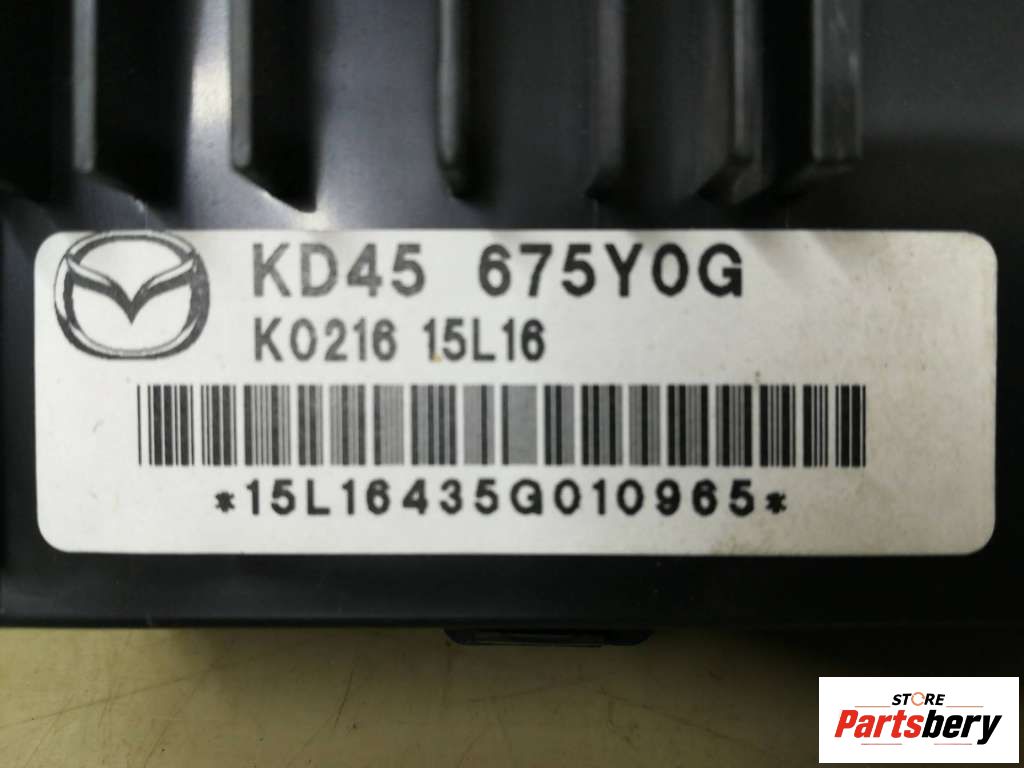 KD45 675Y0G
K0216 15L16
*15L16435G010965*
STORE
Partsbery